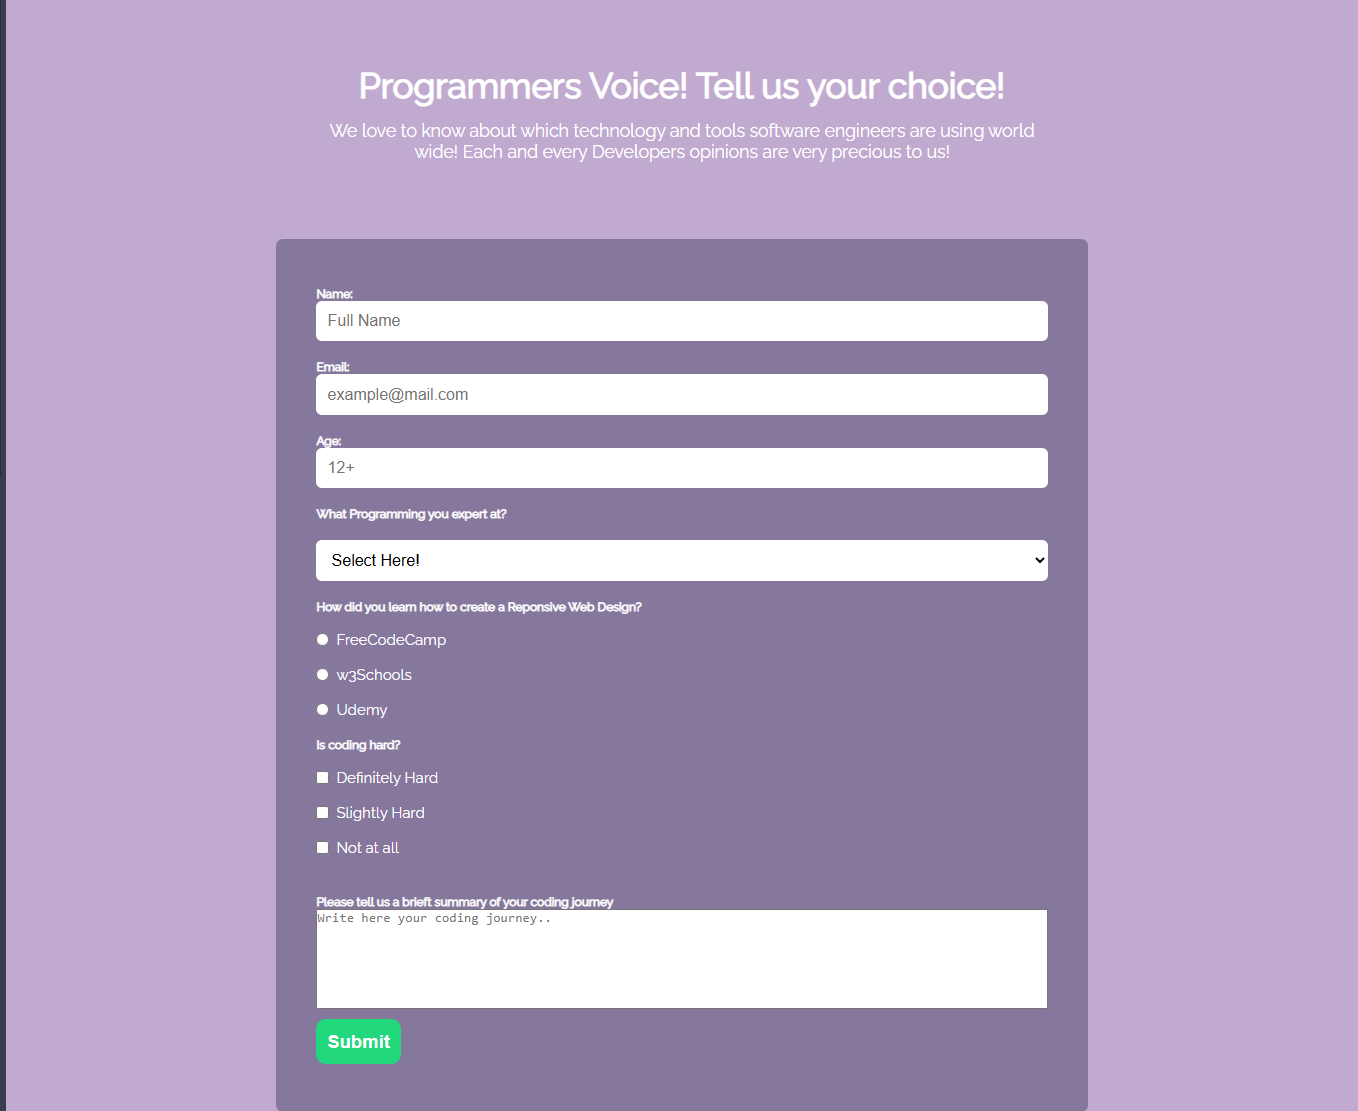 Programmers Voice! Tell us your choice!
We love to know about which technology and tools software engineers are using world
wide! Each and every Developers opinions are very precious to us!
Name:
Full Name
Email:
example@mail.com
Age:
12+
What Programming you expert at?
Select Here!
How did you learn how to create a Reponsive Web Design?
FreeCodeCamp
w3Schools
Udemy
Is coding hard?
Definitely Hard
Slightly Hard
Not at all
Please tell us a brieft summary of your coding journey
Write here your coding journey..
Submit